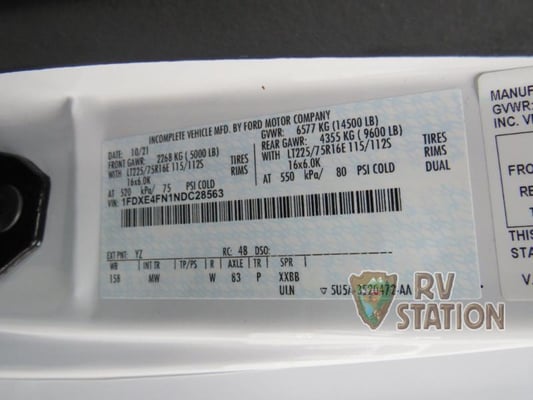 INCOMPLETE VEHICLE MFD. BY FORD MOTOR COMPANY
DATE: 10/21 GVWR: 6577 KG (14500 LB)
FRONT GAWR: 2268 KG ( 5000 LB) REAR GAWR: 4355 KG ( 9600 LB)
WITH LT225/75R16E 115/112S TIRES WITH LT225/75R16E 115/112S TIRES
16x6.0K RIMS 16x6.0K RIMS
AT 520 kPa/ 75 PSI COLD AT 550 kPa/ 80 PSI COLD DUAL
VIN: 1FDXE4FN1NDC28563
EXT PNT: YZ RC: 48 DSO:
WB INT TR TP/PS R AXLE TR SPR
158 MW W 83 P XXBB
ULN
MANUF
GVWR:
INC. V
FRO
RE
THIS
STA
V.
RV
STATION